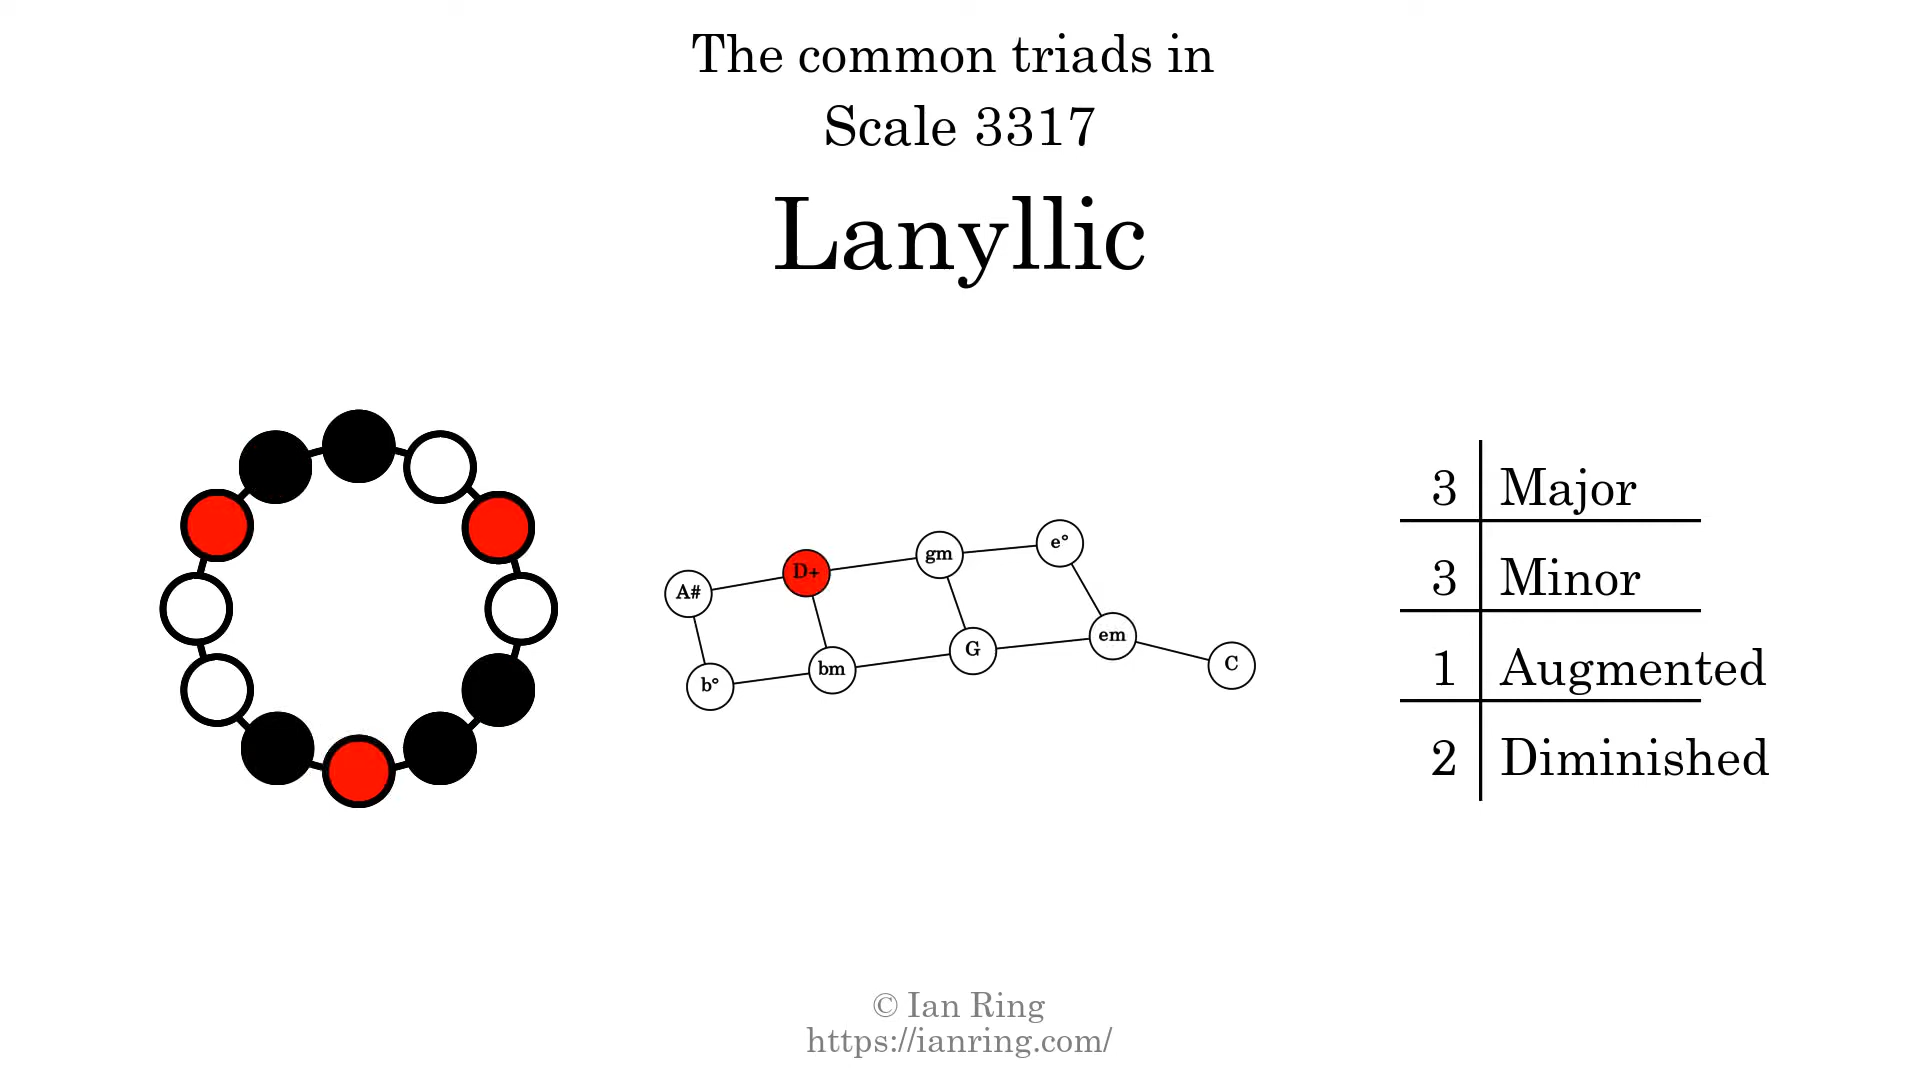 The common triads in
Scale 3317
Lanyllic
A#
D+
gm
e°
b°
bm
G
em
C
3 Major
3 Minor
1 Augmented
2 Diminished
© Ian Ring
https://ianring.com/